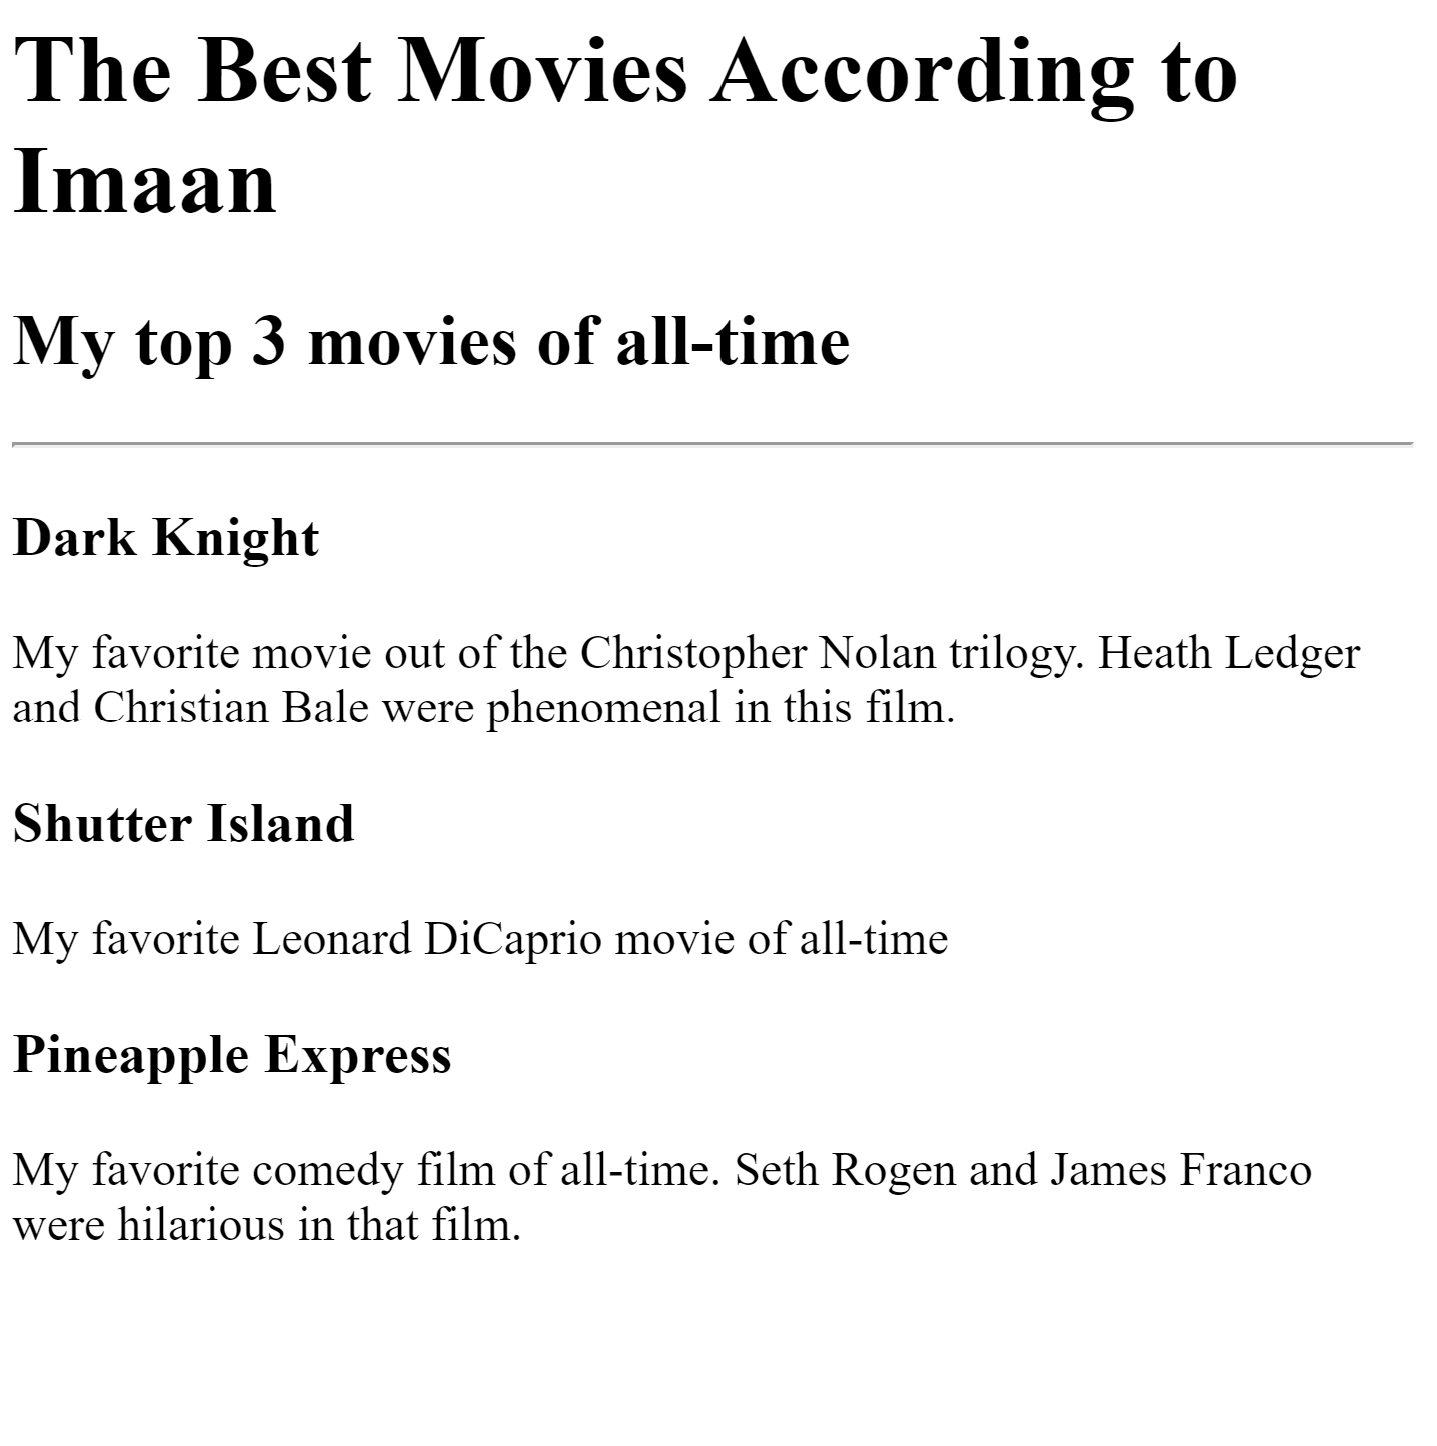 The Best Movies According to
Imaan
My top 3 movies of all-time
Dark Knight
My favorite movie out of the Christopher Nolan trilogy. Heath Ledger
and Christian Bale were phenomenal in this film.
Shutter Island
My favorite Leonard DiCaprio movie of all-time
Pineapple Express
My favorite comedy film of all-time. Seth Rogen and James Franco
were hilarious in that film.